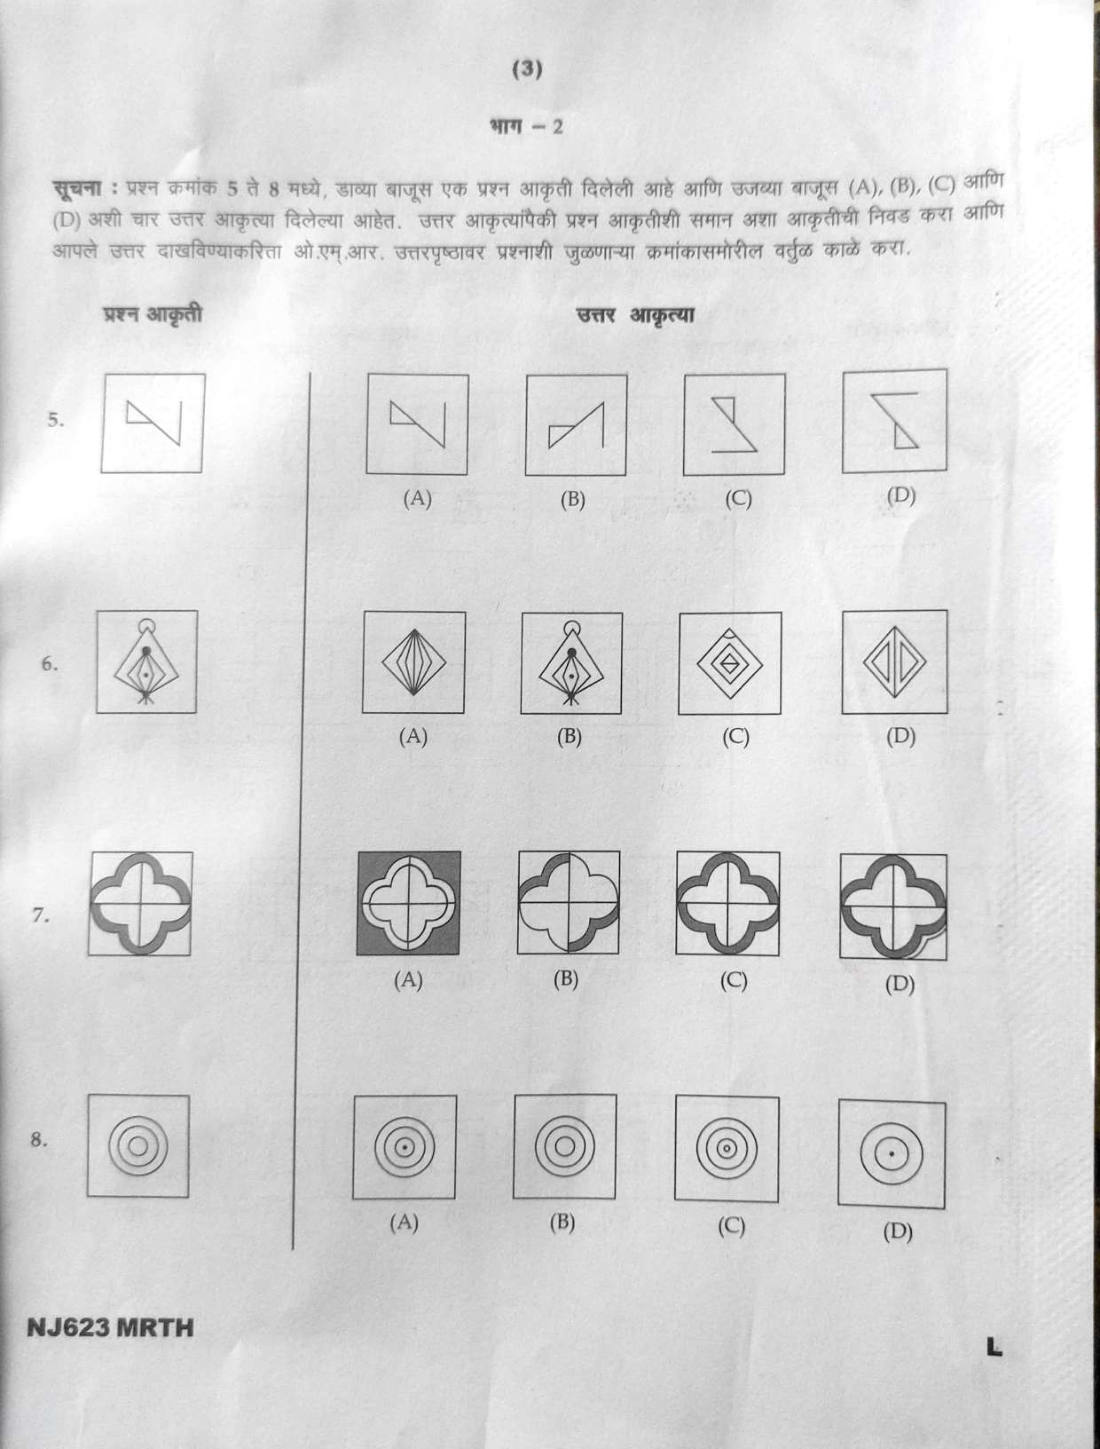 (3)
भाग – 2
सूचना : प्रश्न क्रमांक 5 ते 8 मध्ये, डाव्या बाजूस एक प्रश्न आकृती दिलेली आहे आणि उजव्या बाजूस (A), (B), (C) आणि
(D) अशी चार उत्तर आकृत्या दिलेल्या आहेत. उत्तर आकृत्यांपैकी प्रश्न आकृतीशी समान अशा आकृतीची निवड करा आणि
आपले उत्तर दाखविण्याकरिता ओ.एम्.आर. उत्तरपृष्ठावर प्रश्नाशी जुळणाऱ्या क्रमांकासमोरील वर्तुळ काळे करा.
प्रश्न आकृती उत्तर आकृत्या
5.
(A) (B) (C) (D)
6.
(A) (B) (C) (D)
7.
(A) (B) (C) (D)
8.
(A) (B) (C) (D)
NJ623 MRTH
L